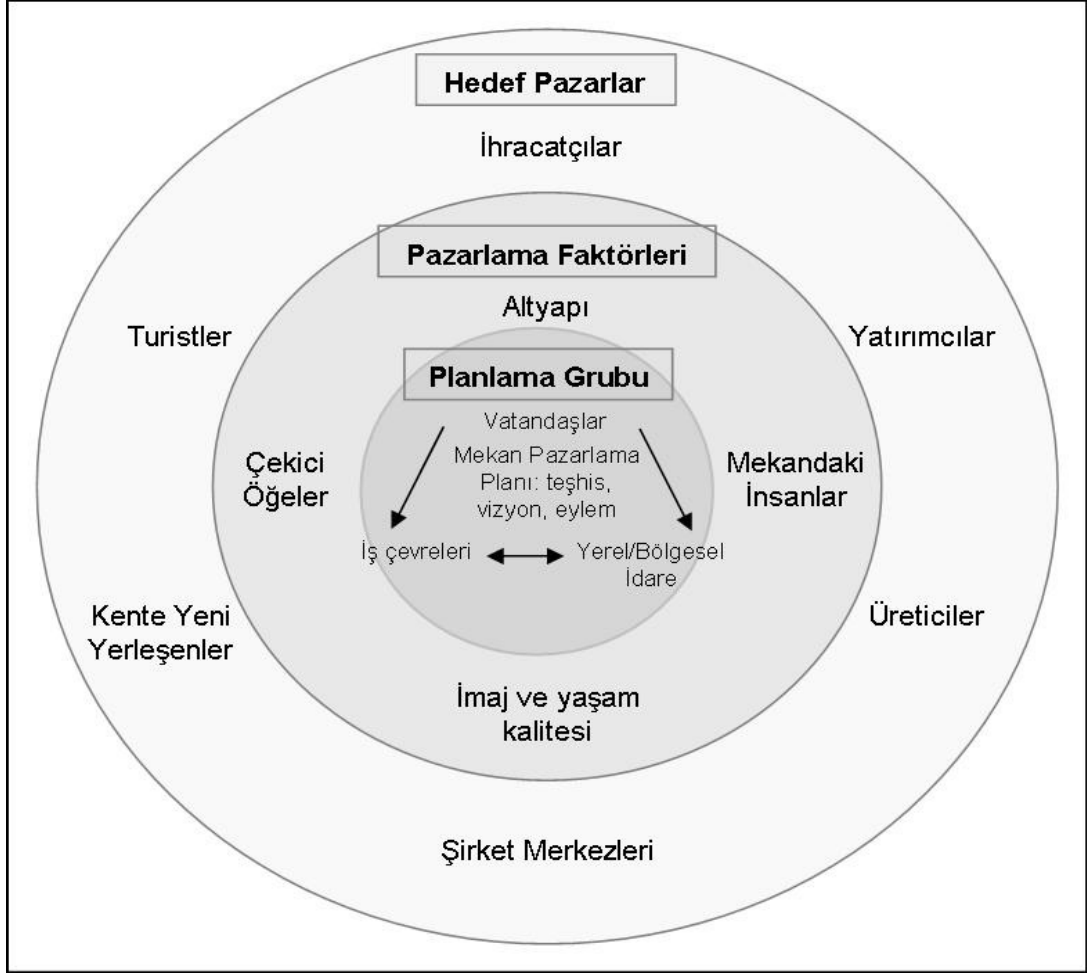 Hedef Pazarlar
İhracatçılar
Pazarlama Faktörleri
Altyapı
Turistler
Yatırımcılar
Planlama Grubu
Vatandaşlar
Mekan Pazarlama
Planı: teşhis,
vizyon, eylem
Çekici
Öğeler
Mekandaki
İnsanlar
İş çevreleri
Yerel/Bölgesel
İdare
Kente Yeni
Yerleşenler
Üreticiler
İmaj ve yaşam
kalitesi
Şirket Merkezleri